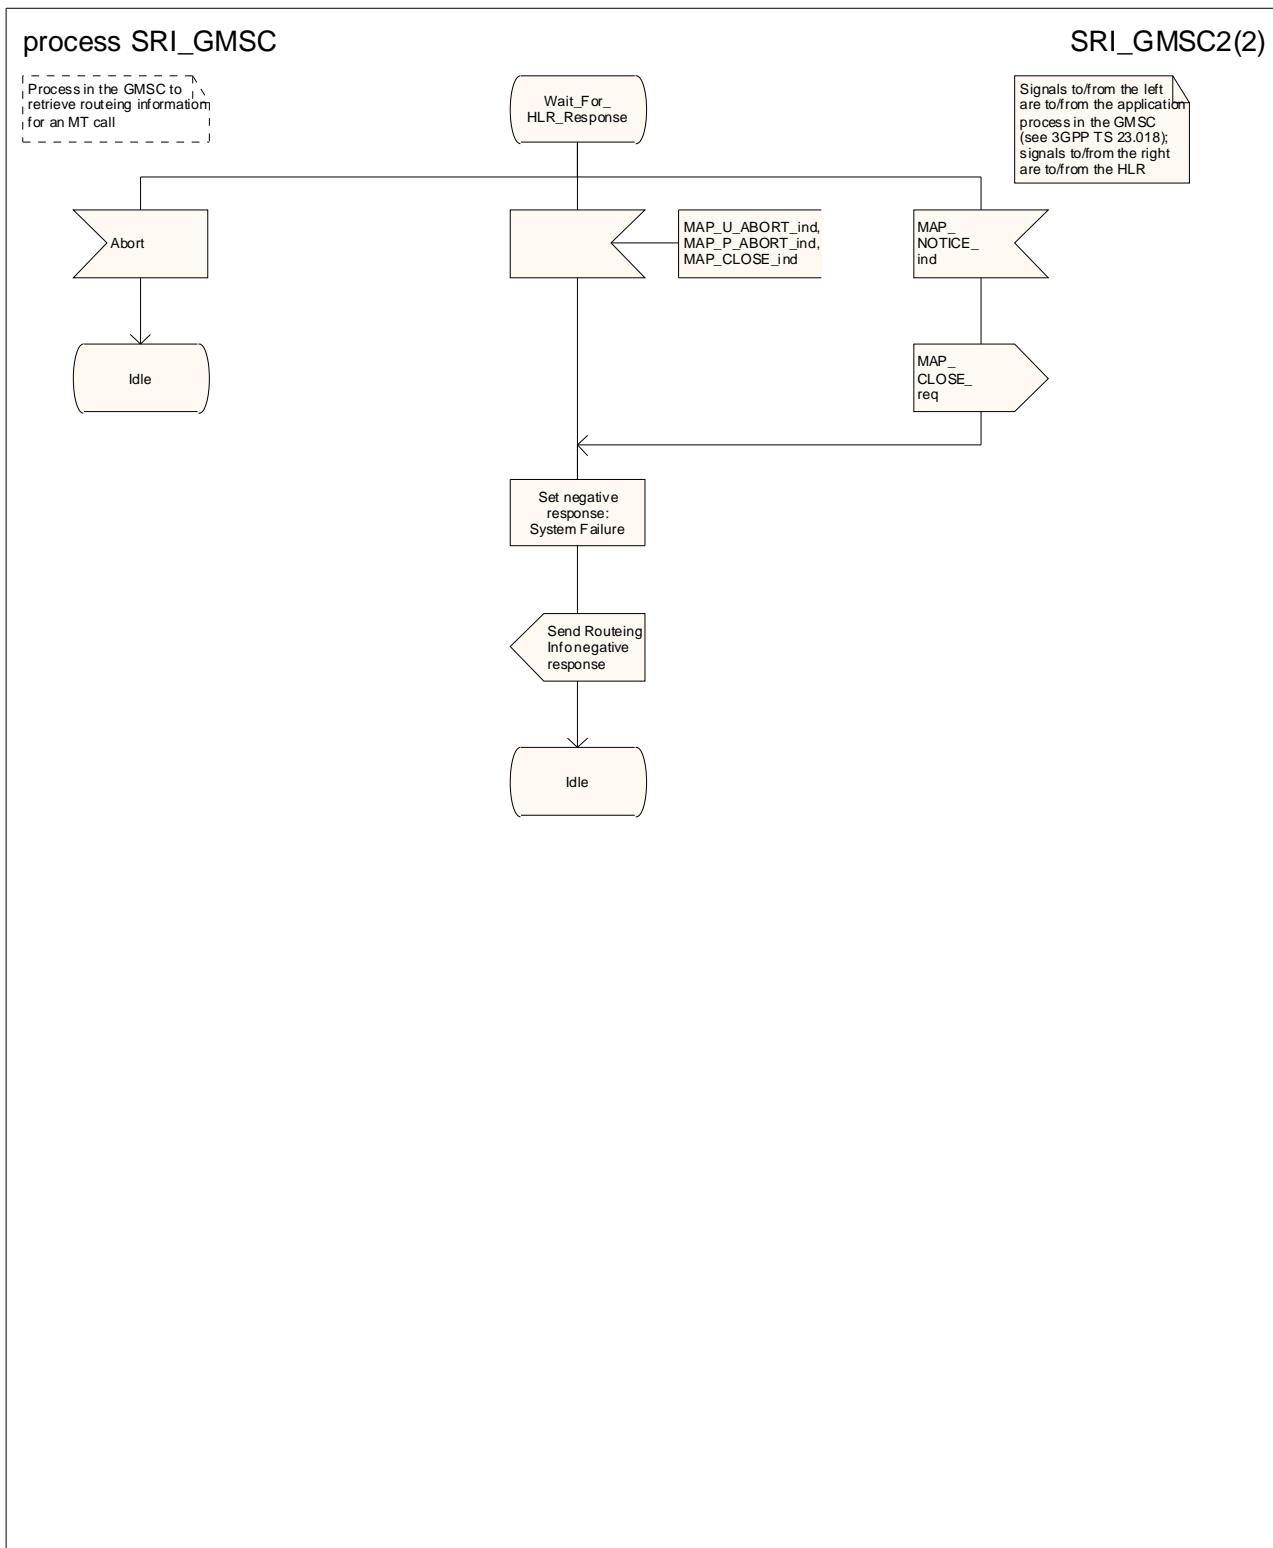 process SRI_GMSC
SRI_GMSC2(2)
Process in the GMSC to
retrieve routeing information
for an MT call
Wait_For_
HLR_Response
Signals to/from the left
are to/from the application
process in the GMSC
(see 3GPP TS 23.018);
signals to/from the right
are to/from the HLR
Abort
MAP_U_ABORT_ind,
MAP_P_ABORT_ind,
MAP_CLOSE_ind
MAP_
NOTICE_
ind
Idle
MAP_
CLOSE_
req
Set negative
response:
System Failure
Send Routeing
Info negative
response
Idle